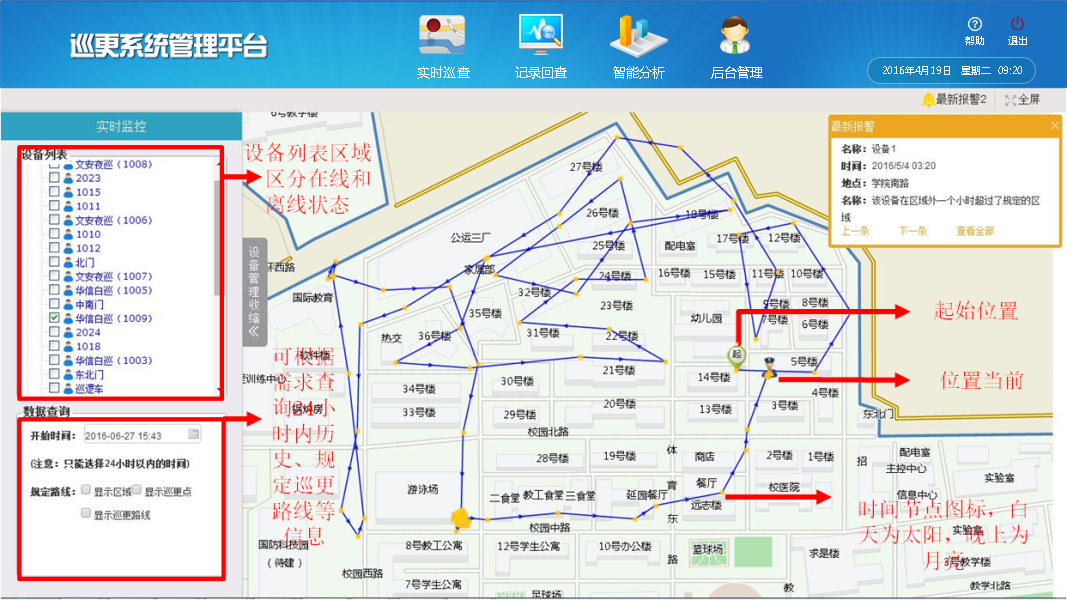 巡更系统管理平台
实时巡查
记录回查
智能分析
后台管理
帮助
退出
2016年4月19日 星期二 09:20
最新报警2
全屏
实时监控
设备列表
文安夜巡（1008）
2023
1015
1011
文安夜巡（1006）
1010
1012
北门
文安夜巡（1007）
华信白巡（1005）
中南门
华信白巡（1009）
2024
1018
华信白巡（1003）
东北门
巡逻车
数据查询
开始时间：
2016-06-27 15:43
(注意：只能选择24小时以内的时间)
规定路线：
显示区域
显示巡更点
显示巡更路线
设备管理收缩
设备列表区域
区分在线和
离线状态
可根据
需求查
询24小
时内历
史、规
定巡更
路线等
信息
最新报警
名称：设备1
时间：2016/5/4 03:20
地点：学院南路
名称：该设备在区域外一个小时超过了规定的区
域
上一条
下一条
查看全部
起始位置
位置当前
时间节点图标，白
天为太阳，晚上为
月亮
6号教学楼
27号楼
26号楼
18号楼
公运三厂
25号楼
配电室
17号楼
12号楼
环西路
家属部
24号楼
16号楼
15号楼
11号楼
10号楼
国际教育
32号楼
23号楼
9号楼
8号楼
35号楼
幼儿园
7号楼
6号楼
热交
36号楼
31号楼
22号楼
起
软件楼
21号楼
5号楼
14号楼
培训中心
34号楼
30号楼
4号楼
锅炉房
33号楼
29号楼
20号楼
13号楼
3号楼
东北门
校园北路
28号楼
19号楼
体
育
东
路
商店
2号楼
1号楼
招
配电室
主控中心
实验室
游泳场
二食堂
教工食堂
三食堂
延园餐厅
餐厅
远志楼
校医院
信息中心
校园中路
实验室
国防科技园
（待建）
8号教工公寓
12号学生公寓
10号办公楼
篮球场
求是楼
3号教学楼
校园西路
7号学生公寓
足球场
教
教学北路